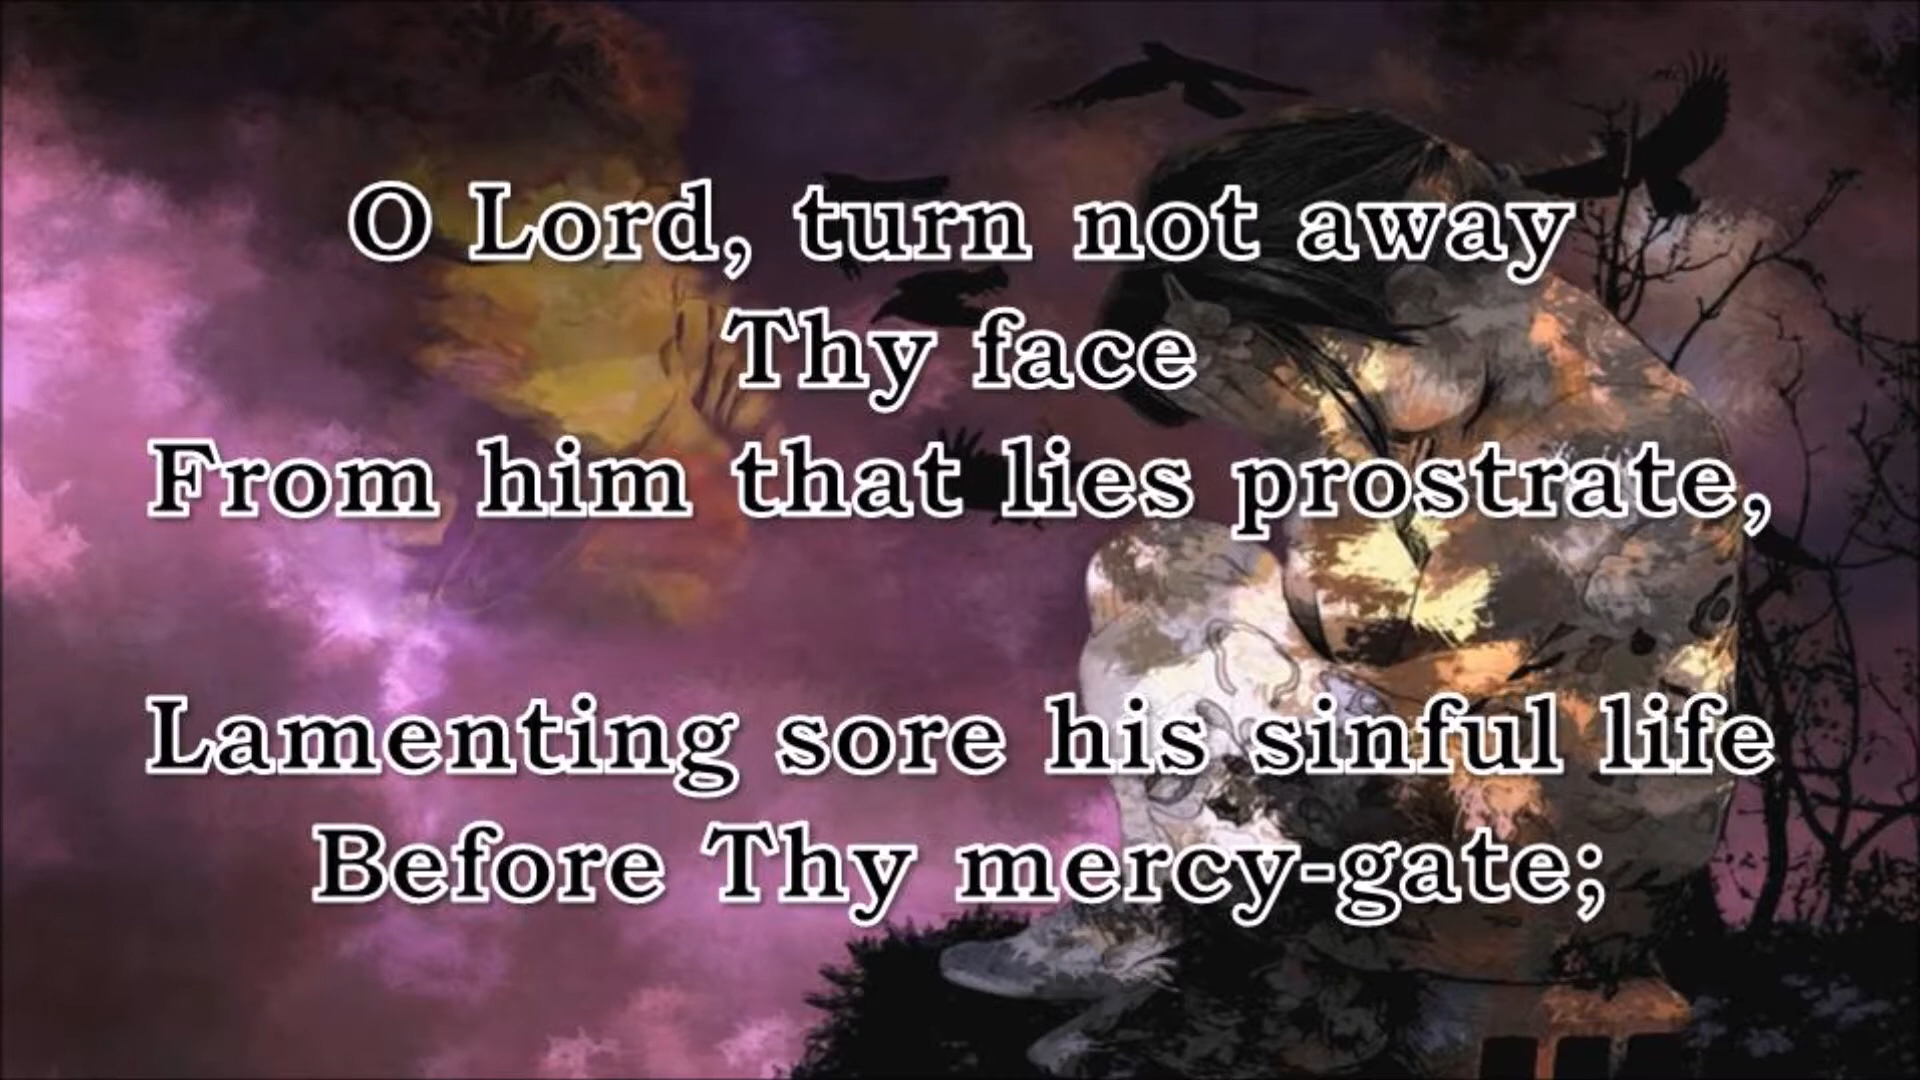 O Lord, turn not away
Thy face
From him that lies prostrate,
Lamenting sore his sinful life
Before Thy mercy-gate;